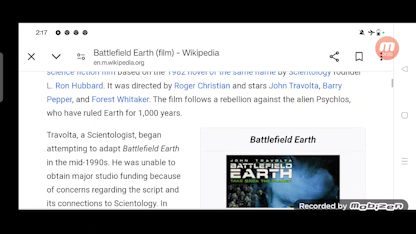 2:17
Battlefield Earth (film) - Wikipedia
en.m.wikipedia.org
science fiction film based on the 1982 novel of the same name by Scientology founder
L. Ron Hubbard. It was directed by Roger Christian and stars John Travolta, Barry
Pepper, and Forest Whitaker. The film follows a rebellion against the alien Psychlos,
who have ruled Earth for 1,000 years.
Travolta, a Scientologist, began
attempting to adapt Battlefield Earth
in the mid-1990s. He was unable to
obtain major studio funding because
of concerns regarding the script and
its connections to Scientology. In
Battlefield Earth
JOHN TRAVOLTA
BATTLEFIELD
EARTH
TAKE BACK THE PLANET
Recorded by Mobizen